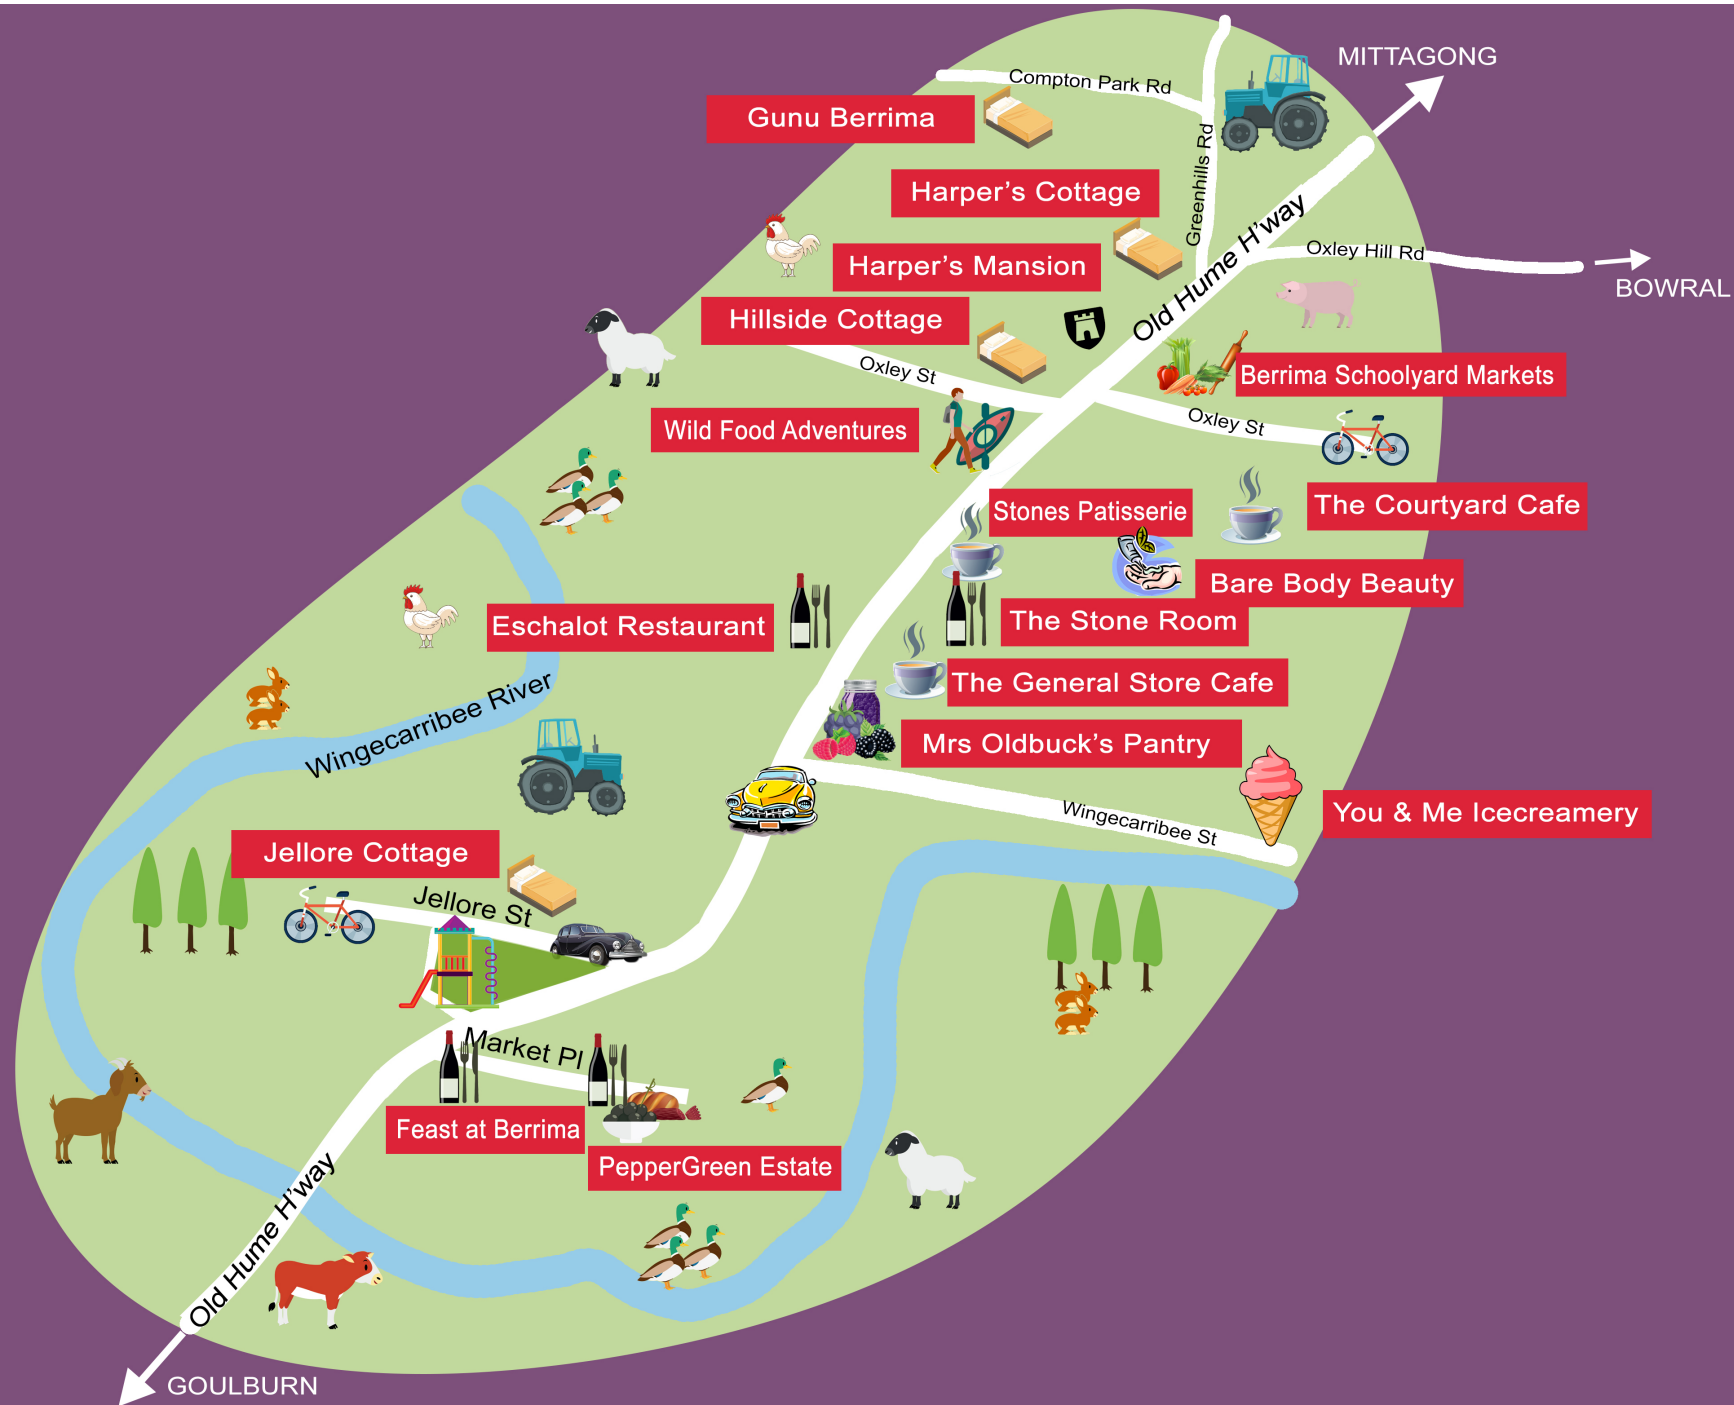 MITTAGONG
Compton Park Rd
Gunu Berrima
Greenhills Rd
Harper's Cottage
Old Hume H'way
Oxley Hill Rd
Harper's Mansion
BOWRAL
Hillside Cottage
Oxley St
Berrima Schoolyard Markets
Oxley St
Wild Food Adventures
Stones Patisserie
The Courtyard Cafe
Bare Body Beauty
Eschalot Restaurant
The Stone Room
The General Store Cafe
Wingecarribee River
Mrs Oldbuck's Pantry
Wingecarribee St
You & Me Icecreamery
Jellore Cottage
Jellore St
Market Pl
Feast at Berrima
PepperGreen Estate
Old Hume H'way
GOULBURN